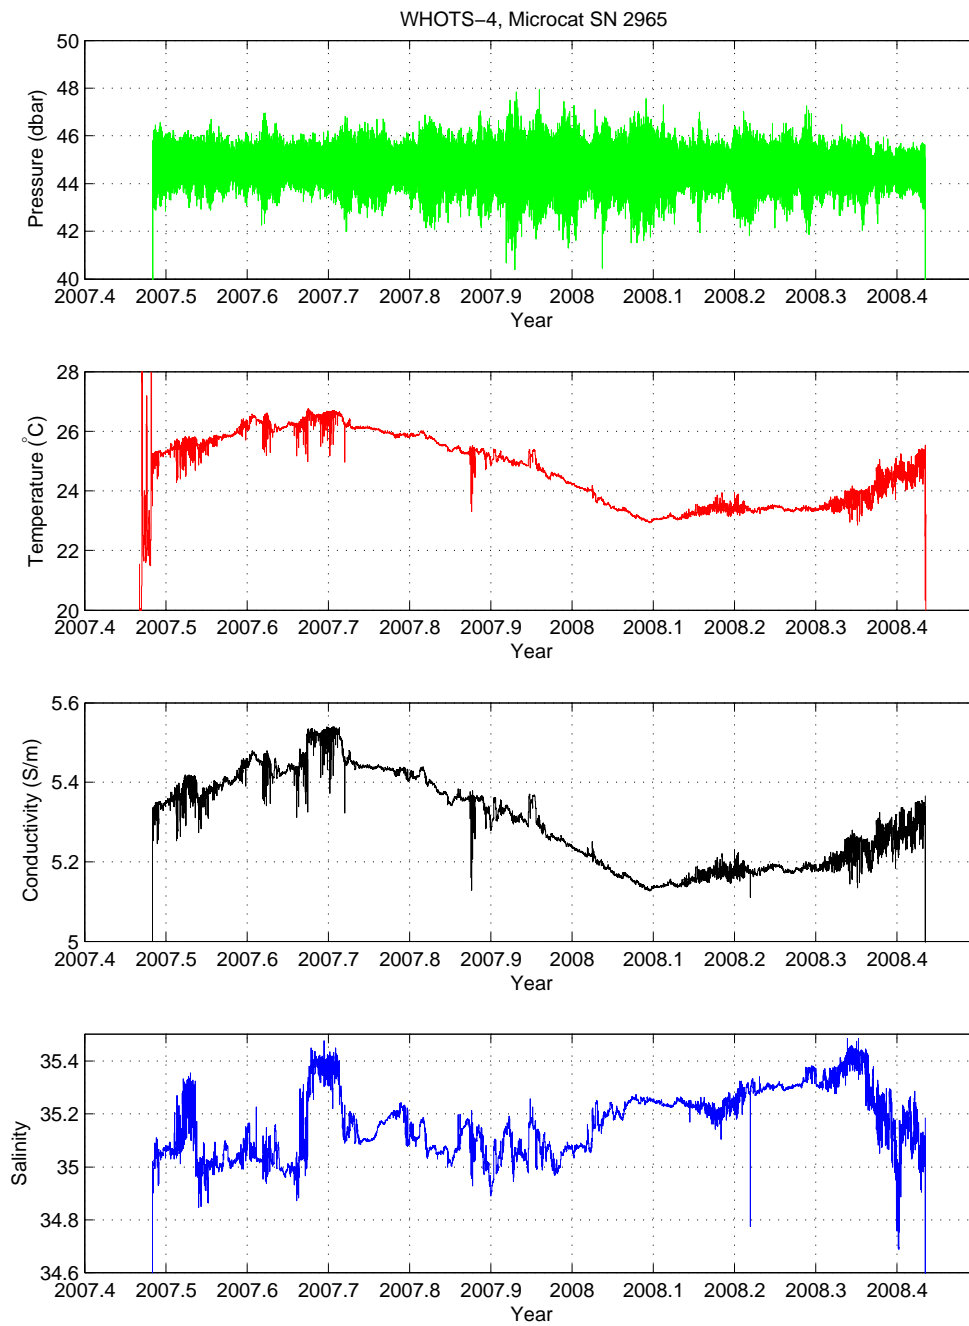 WHOTS−4, Microcat SN 2965
50
48
46
44
42
40
Pressure (dbar)
2007.4 2007.5 2007.6 2007.7 2007.8 2007.9 2008 2008.1 2008.2 2008.3 2008.4
Year
28
26
24
22
20
Temperature (°C)
2007.4 2007.5 2007.6 2007.7 2007.8 2007.9 2008 2008.1 2008.2 2008.3 2008.4
Year
5.6
5.4
5.2
5
Conductivity (S/m)
2007.4 2007.5 2007.6 2007.7 2007.8 2007.9 2008 2008.1 2008.2 2008.3 2008.4
Year
35.4
35.2
35
34.8
34.6
Salinity
2007.4 2007.5 2007.6 2007.7 2007.8 2007.9 2008 2008.1 2008.2 2008.3 2008.4
Year